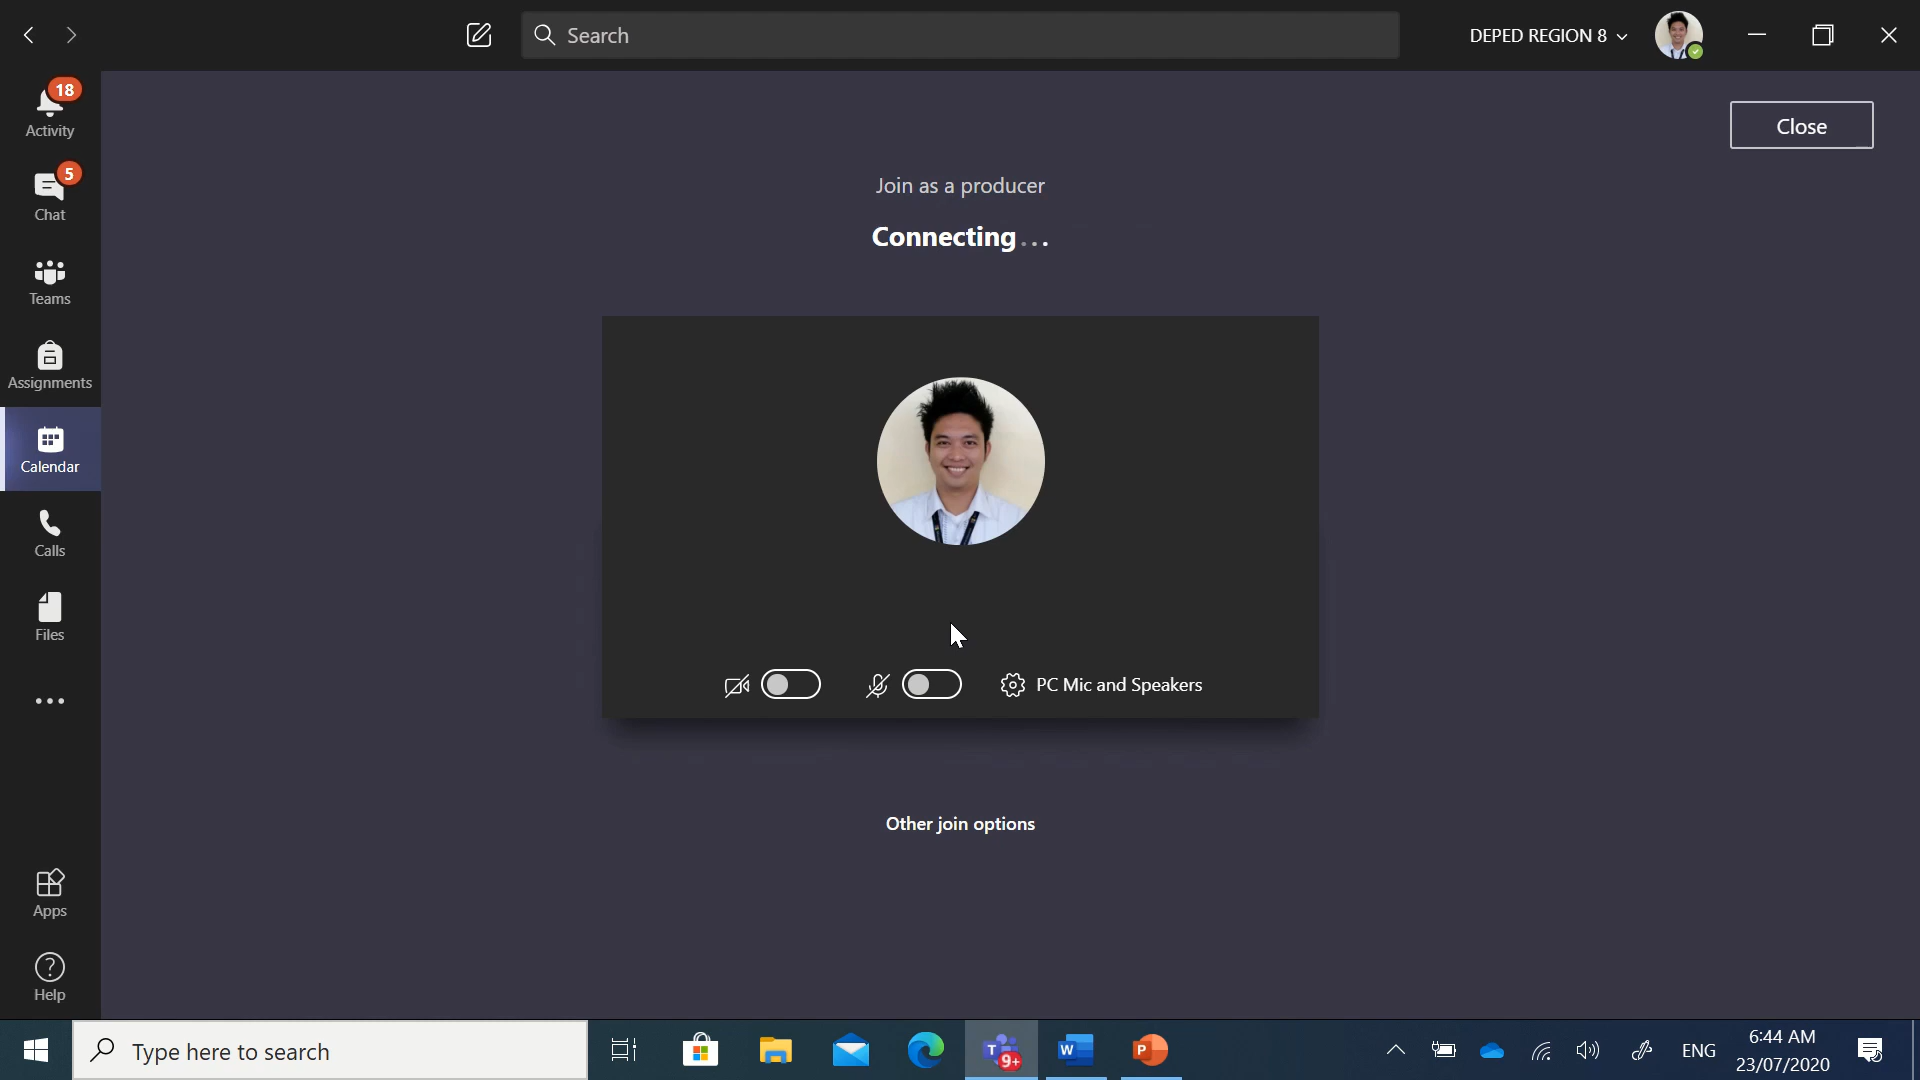 Search
DEPED REGION 8
18
Activity
5
Chat
Teams
Assignments
Calendar
Calls
Files
Apps
Help
Close
Join as a producer
Connecting...
PC Mic and Speakers
Other join options
Type here to search
T
9+
W
P
ENG
6:44 AM
23/07/2020